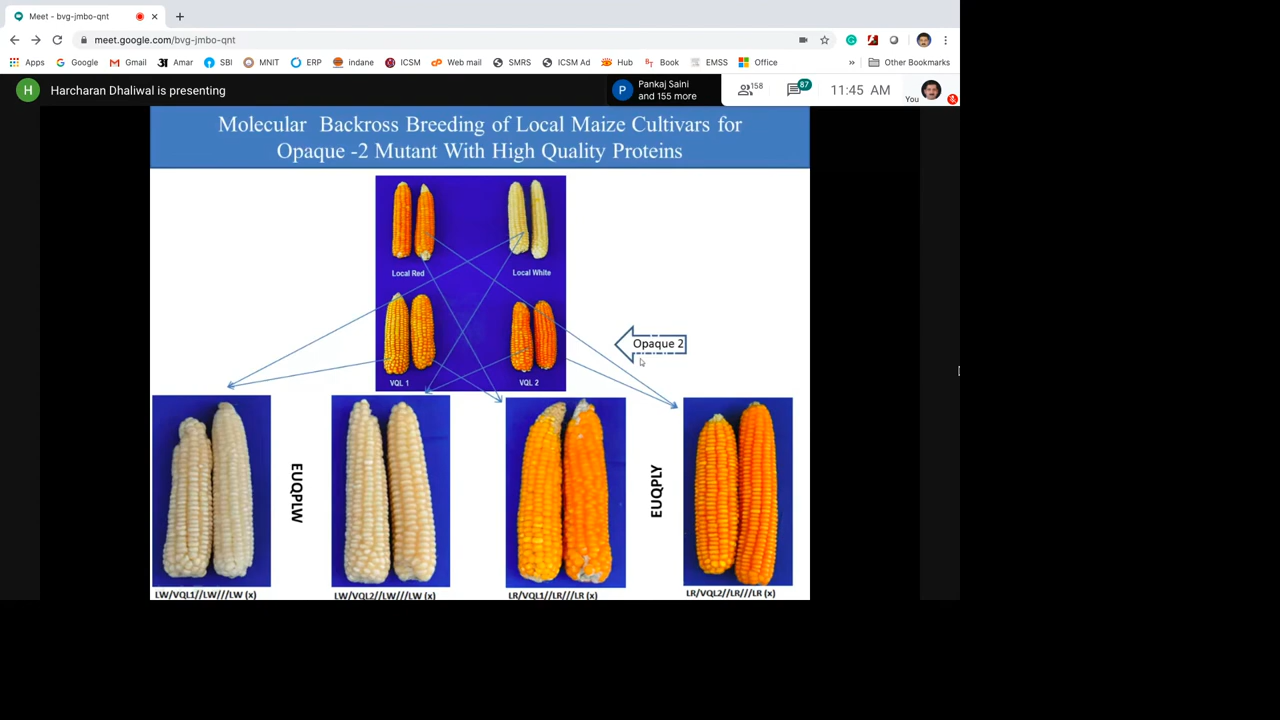 Meet - bvg-jmbo-qnt
meet.google.com/bvg-jmbo-qnt
Apps Google Gmail Amar SBI MNIT ERP indane ICSM Web mail SMRS ICSM Ad Hub Book EMSS Office » Other Bookmarks
H Harcharan Dhaliwal is presenting
P Pankaj Saini
and 155 more
158
87
11:45 AM
You
Molecular Backross Breeding of Local Maize Cultivars for
Opaque -2 Mutant With High Quality Proteins
Local Red
Local White
Opaque 2
VQL 1
VQL 2
EUQPLW
EUQPLY
LW/VQL1//LW///LW (x)
LW/VQL2//LW///LW (x)
LR/VQL1//LR///LR (x)
LR/VQL2//LR///LR (x)